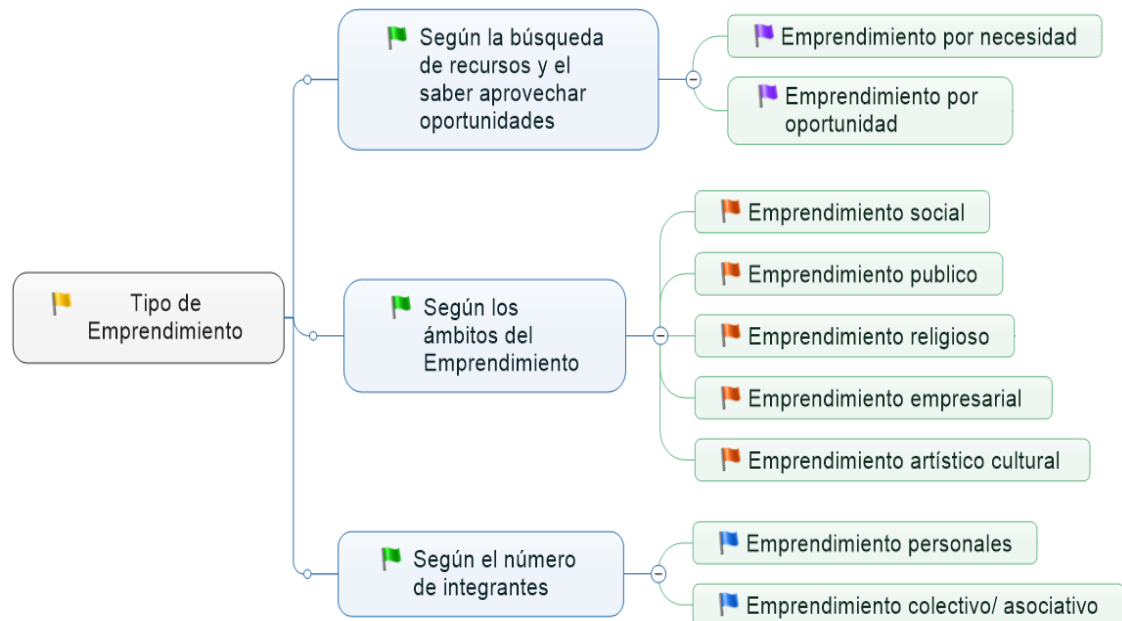 Tipo de
Emprendimiento
Según la búsqueda
de recursos y el
saber aprovechar
oportunidades
Emprendimiento por necesidad
Emprendimiento por
oportunidad
Según los
ámbitos del
Emprendimiento
Emprendimiento social
Emprendimiento publico
Emprendimiento religioso
Emprendimiento empresarial
Emprendimiento artístico cultural
Según el número
de integrantes
Emprendimiento personales
Emprendimiento colectivo/ asociativo